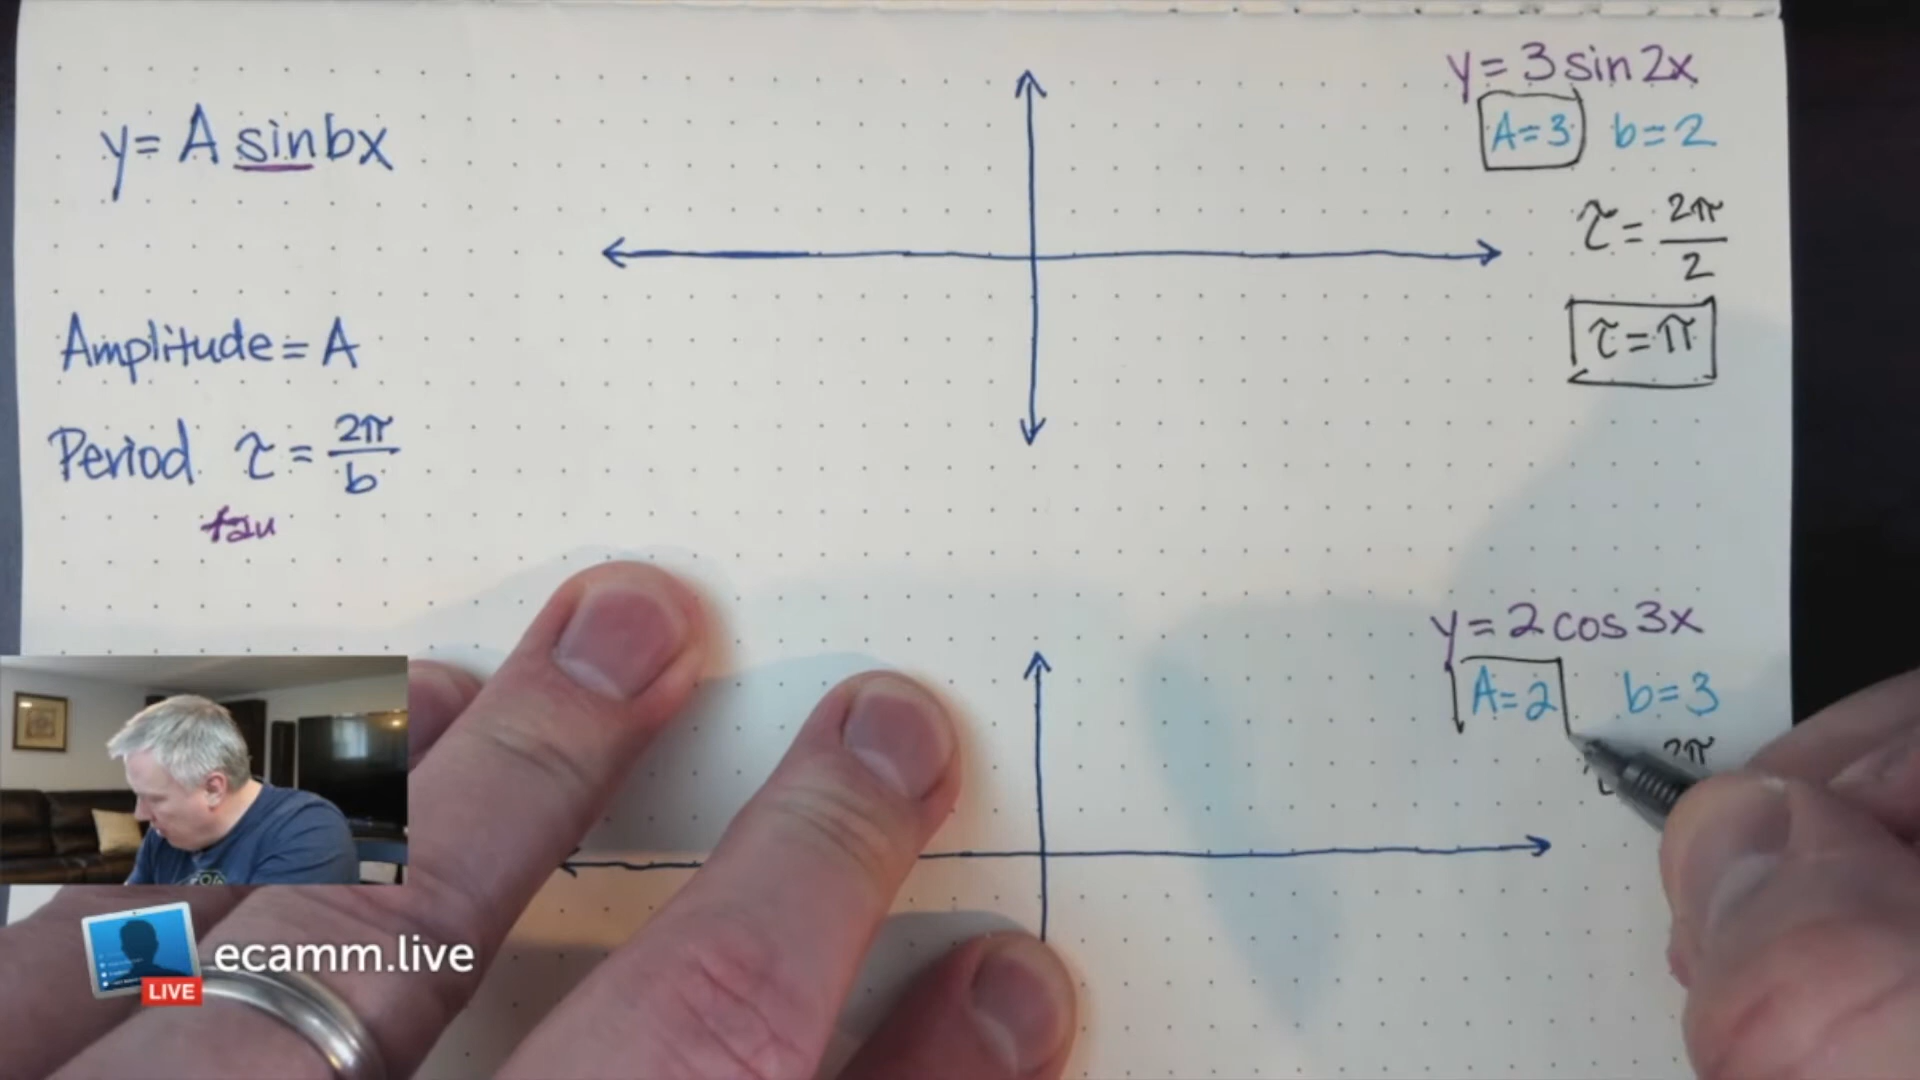 y = A sin bx
Amplitude = A
Period τ = 2π/b
tau
y = 3 sin 2x
A = 3 b = 2
τ = 2π/2
τ = π
y = 2 cos 3x
A = 2 b = 3
2π
ecamm.live
LIVE